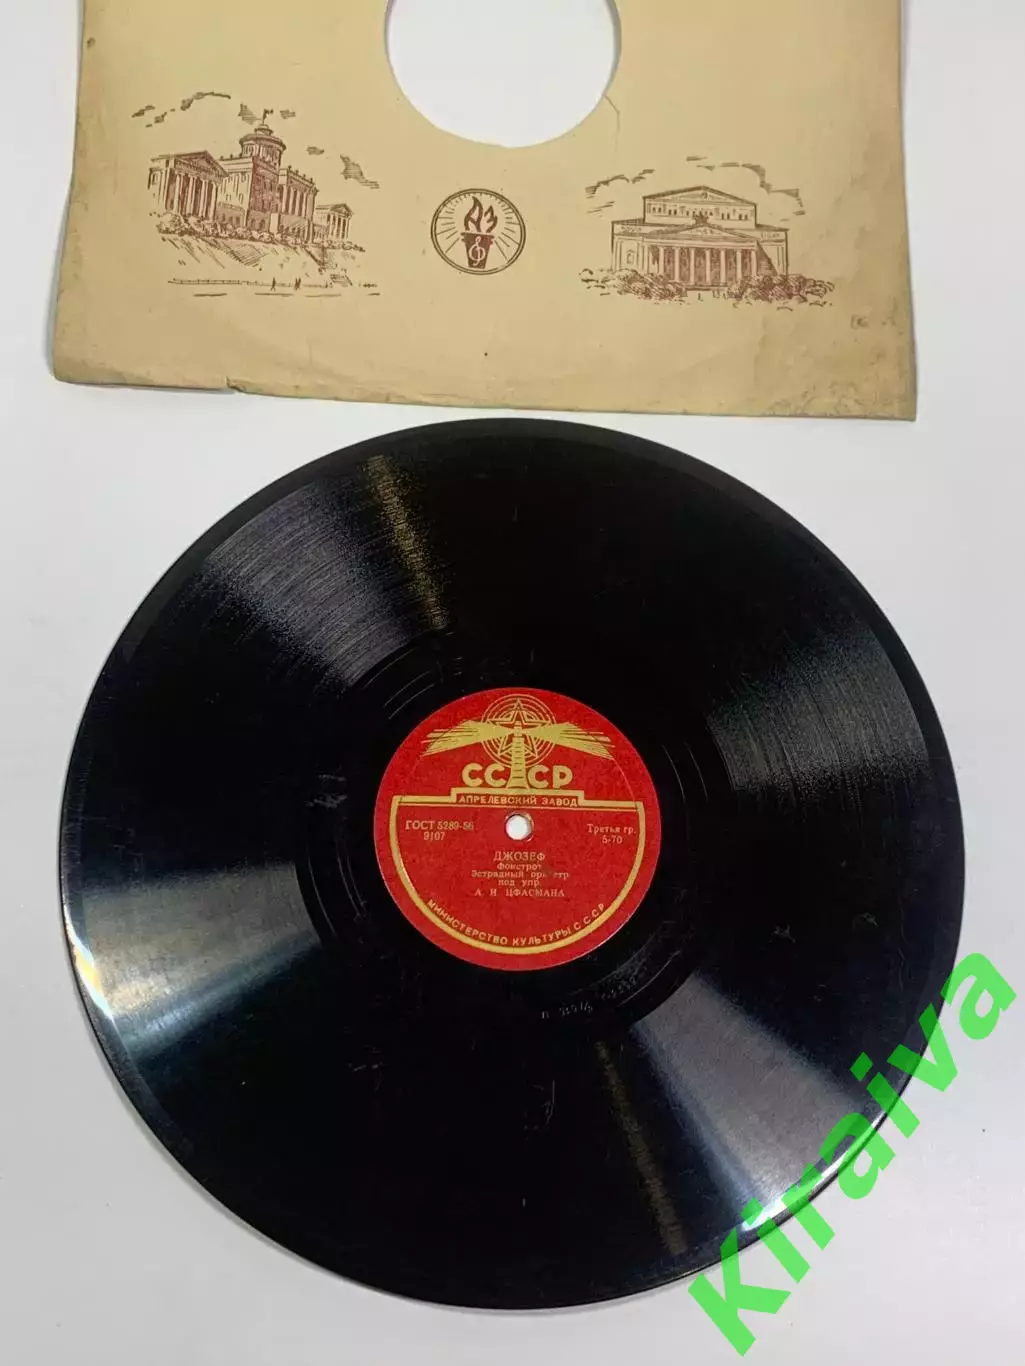 СССР
АПРЕЛЕВСКИЙ ЗАВОД
ГОСТ 5289-56
9107
Третья гр.
5-70
ДЖОЗЕФ
Фокстрот
Эстрадный оркестр
под упр.
А. Н. ЦФАСМАНА
МИНИСТЕРСТВО КУЛЬТУРЫ СССР
Kiraiva